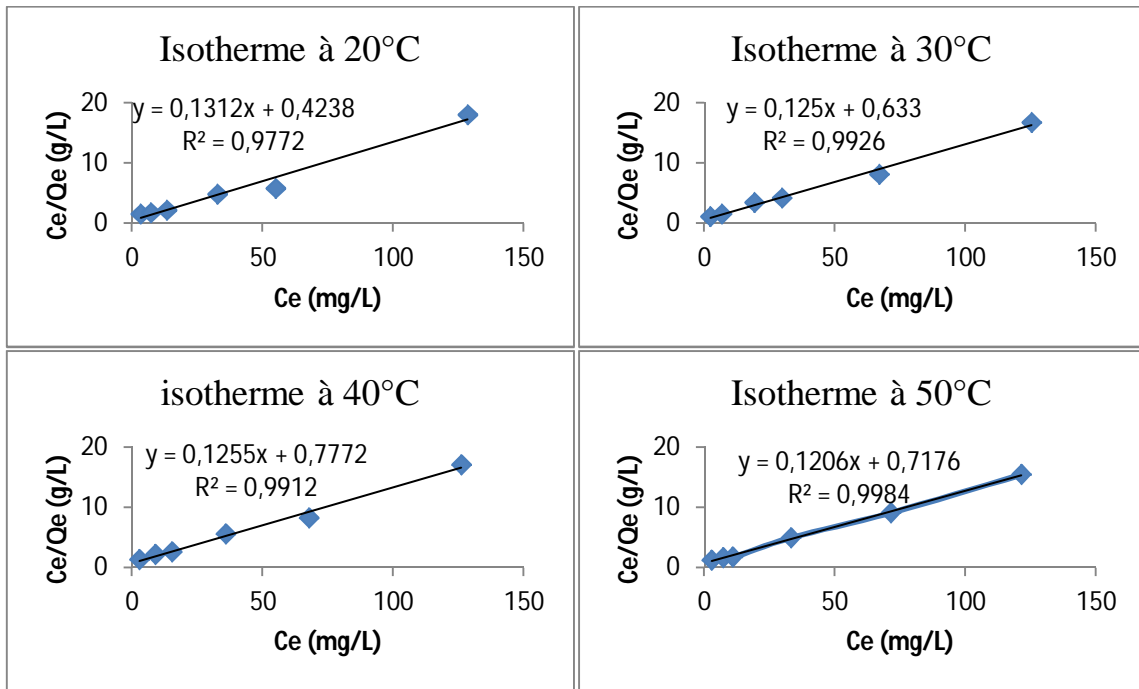 Isotherme à 20°C
y = 0,1312x + 0,4238
R² = 0,9772
20
10
0
0 50 100 150
Ce/Qe (g/L)
Ce (mg/L)
Isotherme à 30°C
y = 0,125x + 0,633
R² = 0,9926
20
10
0
0 50 100 150
Ce/Qe (g/L)
Ce (mg/L)
isotherme à 40°C
y = 0,1255x + 0,7772
R² = 0,9912
20
10
0
0 50 100 150
Ce/Qe (g/L)
Ce (mg/L)
Isotherme à 50°C
y = 0,1206x + 0,7176
R² = 0,9984
20
10
0
0 50 100 150
Ce/Qe (g/L)
Ce (mg/L)